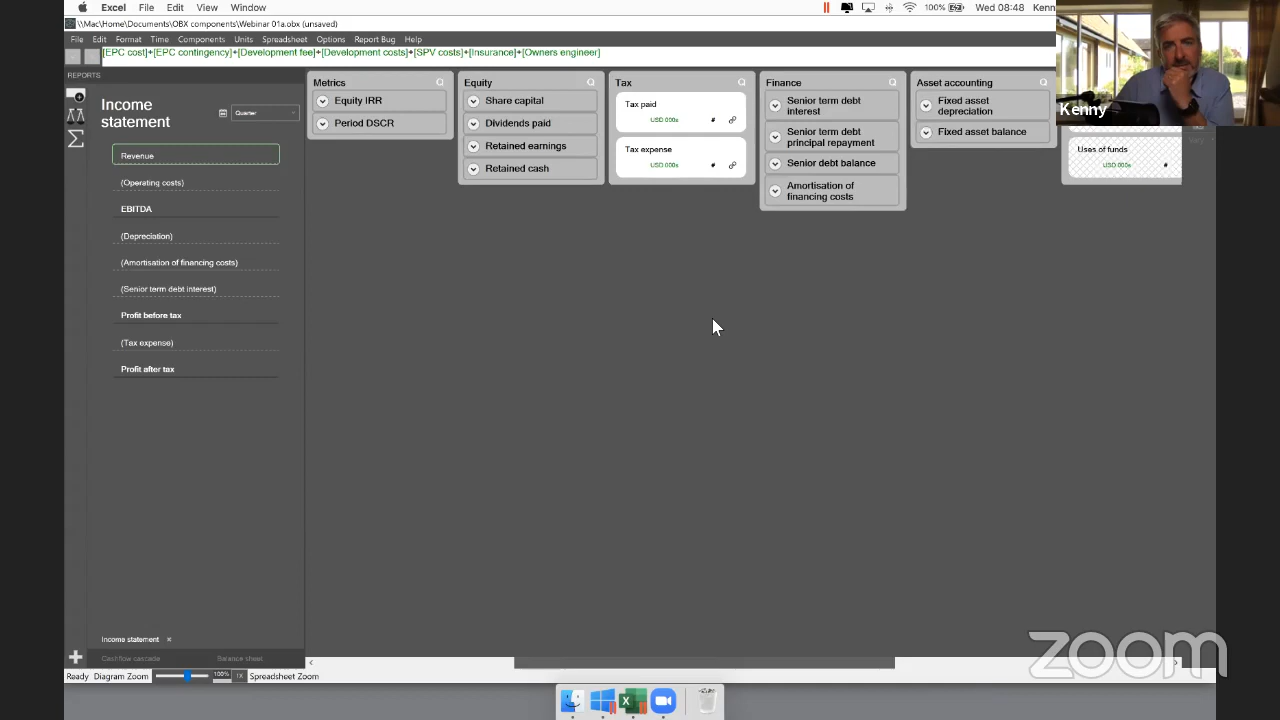 Excel File Edit View Window 100% Wed 08:48 Kenn
\\Mac\Home\Documents\OBX components\Webinar 01a.obx (unsaved)
File Edit Format Time Components Units Spreadsheet Options Report Bug Help
[EPC cost]+[EPC contingency]+[Development fee]+[Development costs]+[SPV costs]+[Insurance]+[Owners engineer]
REPORTS
Income statement
Quarter
Revenue
(Operating costs)
EBITDA
(Depreciation)
(Amortisation of financing costs)
(Senior term debt interest)
Profit before tax
(Tax expense)
Profit after tax
Metrics
Equity IRR
Period DSCR
Equity
Share capital
Dividends paid
Retained earnings
Retained cash
Tax
Tax paid
USD 000s #
Tax expense
USD 000s #
Finance
Senior term debt
interest
Senior term debt
principal repayment
Senior debt balance
Amortisation of
financing costs
Asset accounting
Fixed asset
depreciation
Fixed asset balance
Uses of funds
USD 000s #
Kenny
Income statement ×
Cashflow cascade Balance sheet
Ready Diagram Zoom 100% 1X Spreadsheet Zoom
zoom